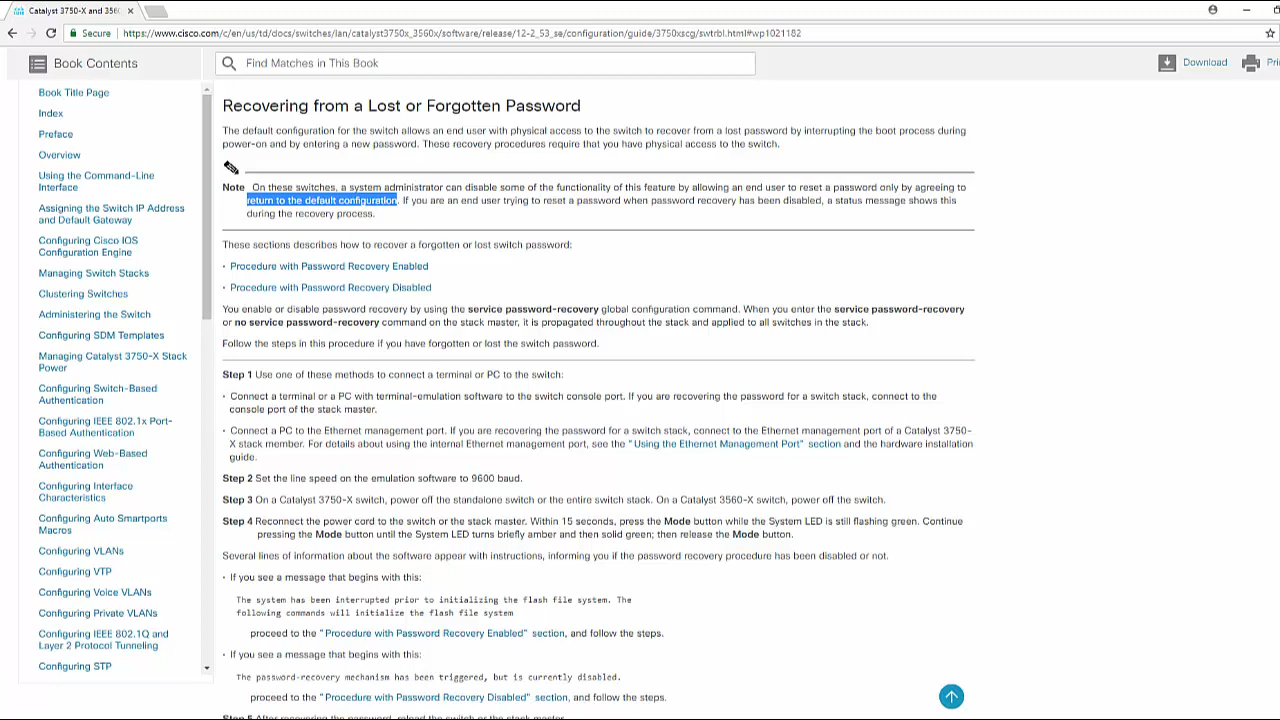 Catalyst 3750-X and 356
Secure
https://www.cisco.com/c/en/us/td/docs/switches/lan/catalyst3750x_3560x/software/release/12-2_53_se/configuration/guide/3750xscg/swtrbl.html#wp1021182
Book Contents
Find Matches in This Book
Download
Pri
Book Title Page
Index
Preface
Overview
Using the Command-Line
Interface
Assigning the Switch IP Address
and Default Gateway
Configuring Cisco IOS
Configuration Engine
Managing Switch Stacks
Clustering Switches
Administering the Switch
Configuring SDM Templates
Managing Catalyst 3750-X Stack
Power
Configuring Switch-Based
Authentication
Configuring IEEE 802.1x Port-
Based Authentication
Configuring Web-Based
Authentication
Configuring Interface
Characteristics
Configuring Auto Smartports
Macros
Configuring VLANs
Configuring VTP
Configuring Voice VLANs
Configuring Private VLANs
Configuring IEEE 802.1Q and
Layer 2 Protocol Tunneling
Configuring STP
Recovering from a Lost or Forgotten Password
The default configuration for the switch allows an end user with physical access to the switch to recover from a lost password by interrupting the boot process during
power-on and by entering a new password. These recovery procedures require that you have physical access to the switch.
Note On these switches, a system administrator can disable some of the functionality of this feature by allowing an end user to reset a password only by agreeing to
return to the default configuration. If you are an end user trying to reset a password when password recovery has been disabled, a status message shows this
during the recovery process.
These sections describes how to recover a forgotten or lost switch password:
• Procedure with Password Recovery Enabled
• Procedure with Password Recovery Disabled
You enable or disable password recovery by using the service password-recovery global configuration command. When you enter the service password-recovery
or no service password-recovery command on the stack master, it is propagated throughout the stack and applied to all switches in the stack.
Follow the steps in this procedure if you have forgotten or lost the switch password.
Step 1 Use one of these methods to connect a terminal or PC to the switch:
• Connect a terminal or a PC with terminal-emulation software to the switch console port. If you are recovering the password for a switch stack, connect to the
console port of the stack master.
• Connect a PC to the Ethernet management port. If you are recovering the password for a switch stack, connect to the Ethernet management port of a Catalyst 3750-
X stack member. For details about using the internal Ethernet management port, see the "Using the Ethernet Management Port" section and the hardware installation
guide.
Step 2 Set the line speed on the emulation software to 9600 baud.
Step 3 On a Catalyst 3750-X switch, power off the standalone switch or the entire switch stack. On a Catalyst 3560-X switch, power off the switch.
Step 4 Reconnect the power cord to the switch or the stack master. Within 15 seconds, press the Mode button while the System LED is still flashing green. Continue
pressing the Mode button until the System LED turns briefly amber and then solid green; then release the Mode button.
Several lines of information about the software appear with instructions, informing you if the password recovery procedure has been disabled or not.
• If you see a message that begins with this:
The system has been interrupted prior to initializing the flash file system. The
following commands will initialize the flash file system
proceed to the "Procedure with Password Recovery Enabled" section, and follow the steps.
• If you see a message that begins with this:
The password-recovery mechanism has been triggered, but is currently disabled.
proceed to the "Procedure with Password Recovery Disabled" section, and follow the steps.
Step 5 After recovering the password, reload the switch or the stack master.